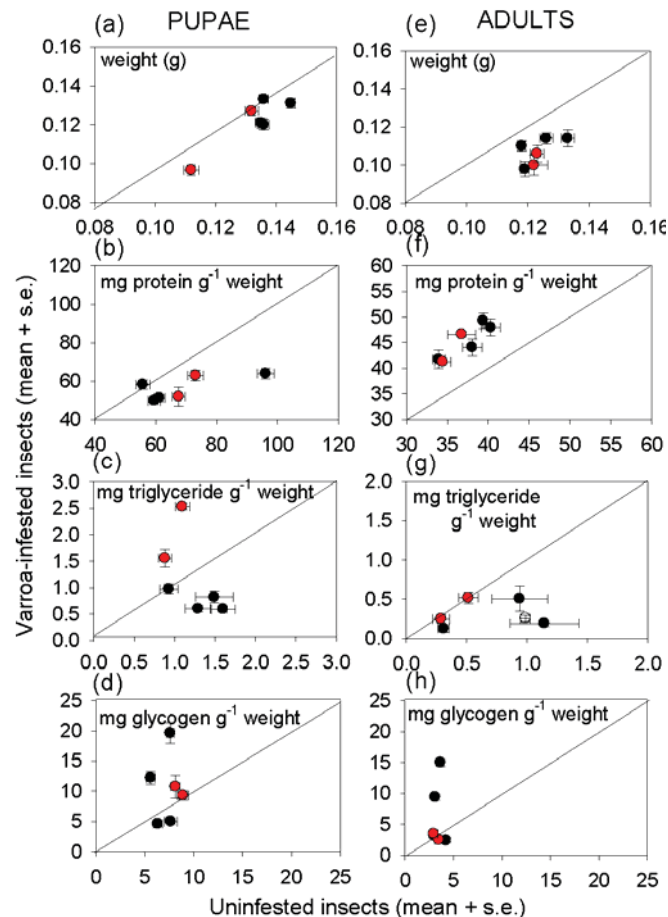 PUPAE
ADULTS
(a)
weight (g)
0.16
0.14
0.12
0.10
0.08
0.08 0.10 0.12 0.14 0.16
(e)
weight (g)
0.16
0.14
0.12
0.10
0.08
0.08 0.10 0.12 0.14 0.16
(b)
mg protein g-1 weight
120
100
80
60
40
40 60 80 100 120
(f)
mg protein g-1 weight
60
55
50
45
40
35
30
30 35 40 45 50 55 60
(c)
mg triglyceride g-1 weight
3.0
2.5
2.0
1.5
1.0
0.5
0.0
0.0 1.0 2.0 3.0
(g)
mg triglyceride
g-1 weight
2.0
1.5
1.0
0.5
0.0
0.0 0.5 1.0 1.5 2.0
(d)
mg glycogen g-1 weight
25
20
15
10
5
0
0 5 10 15 20 25
(h)
mg glycogen g-1 weight
25
20
15
10
5
0
0 5 10 15 20 25
Varroa-infested insects (mean + s.e.)
Uninfested insects (mean + s.e.)